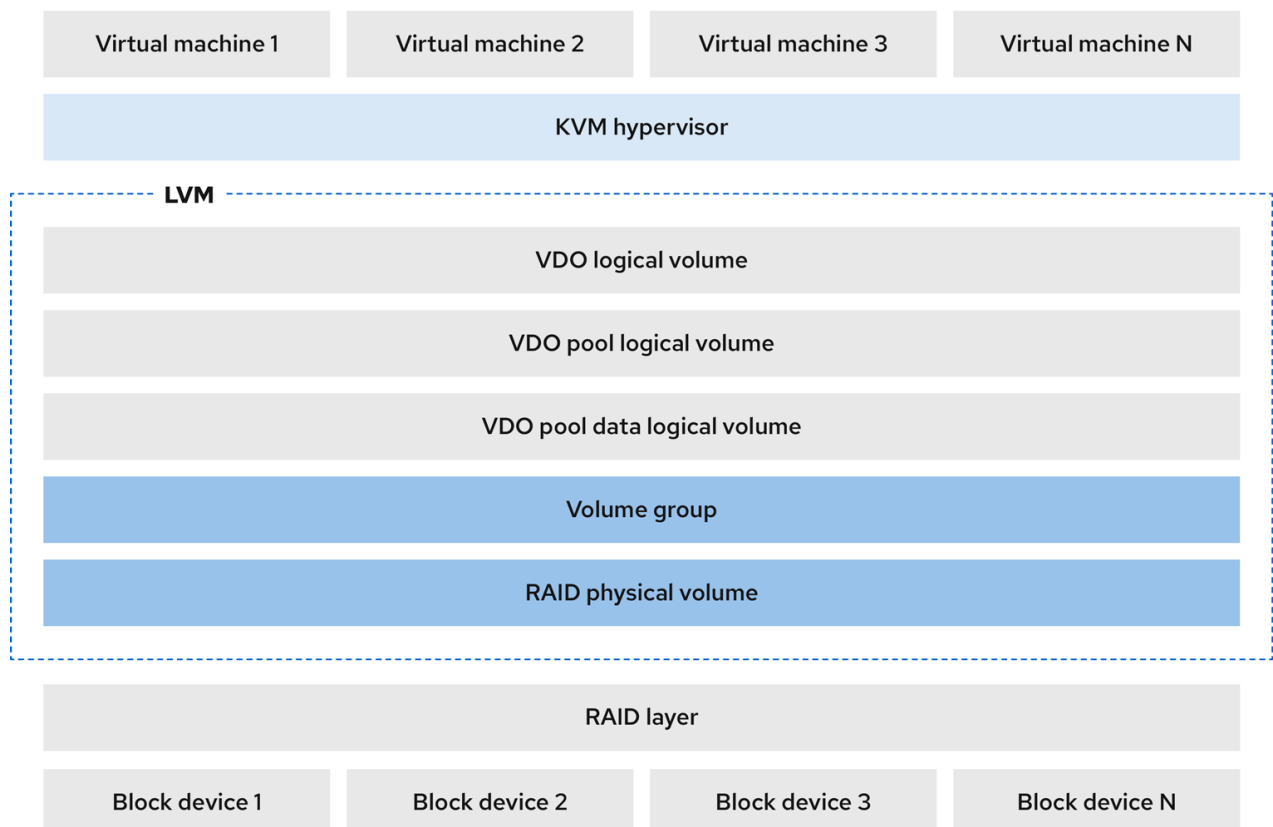 Virtual machine 1
Virtual machine 2
Virtual machine 3
Virtual machine N
KVM hypervisor
LVM
VDO logical volume
VDO pool logical volume
VDO pool data logical volume
Volume group
RAID physical volume
RAID layer
Block device 1
Block device 2
Block device 3
Block device N